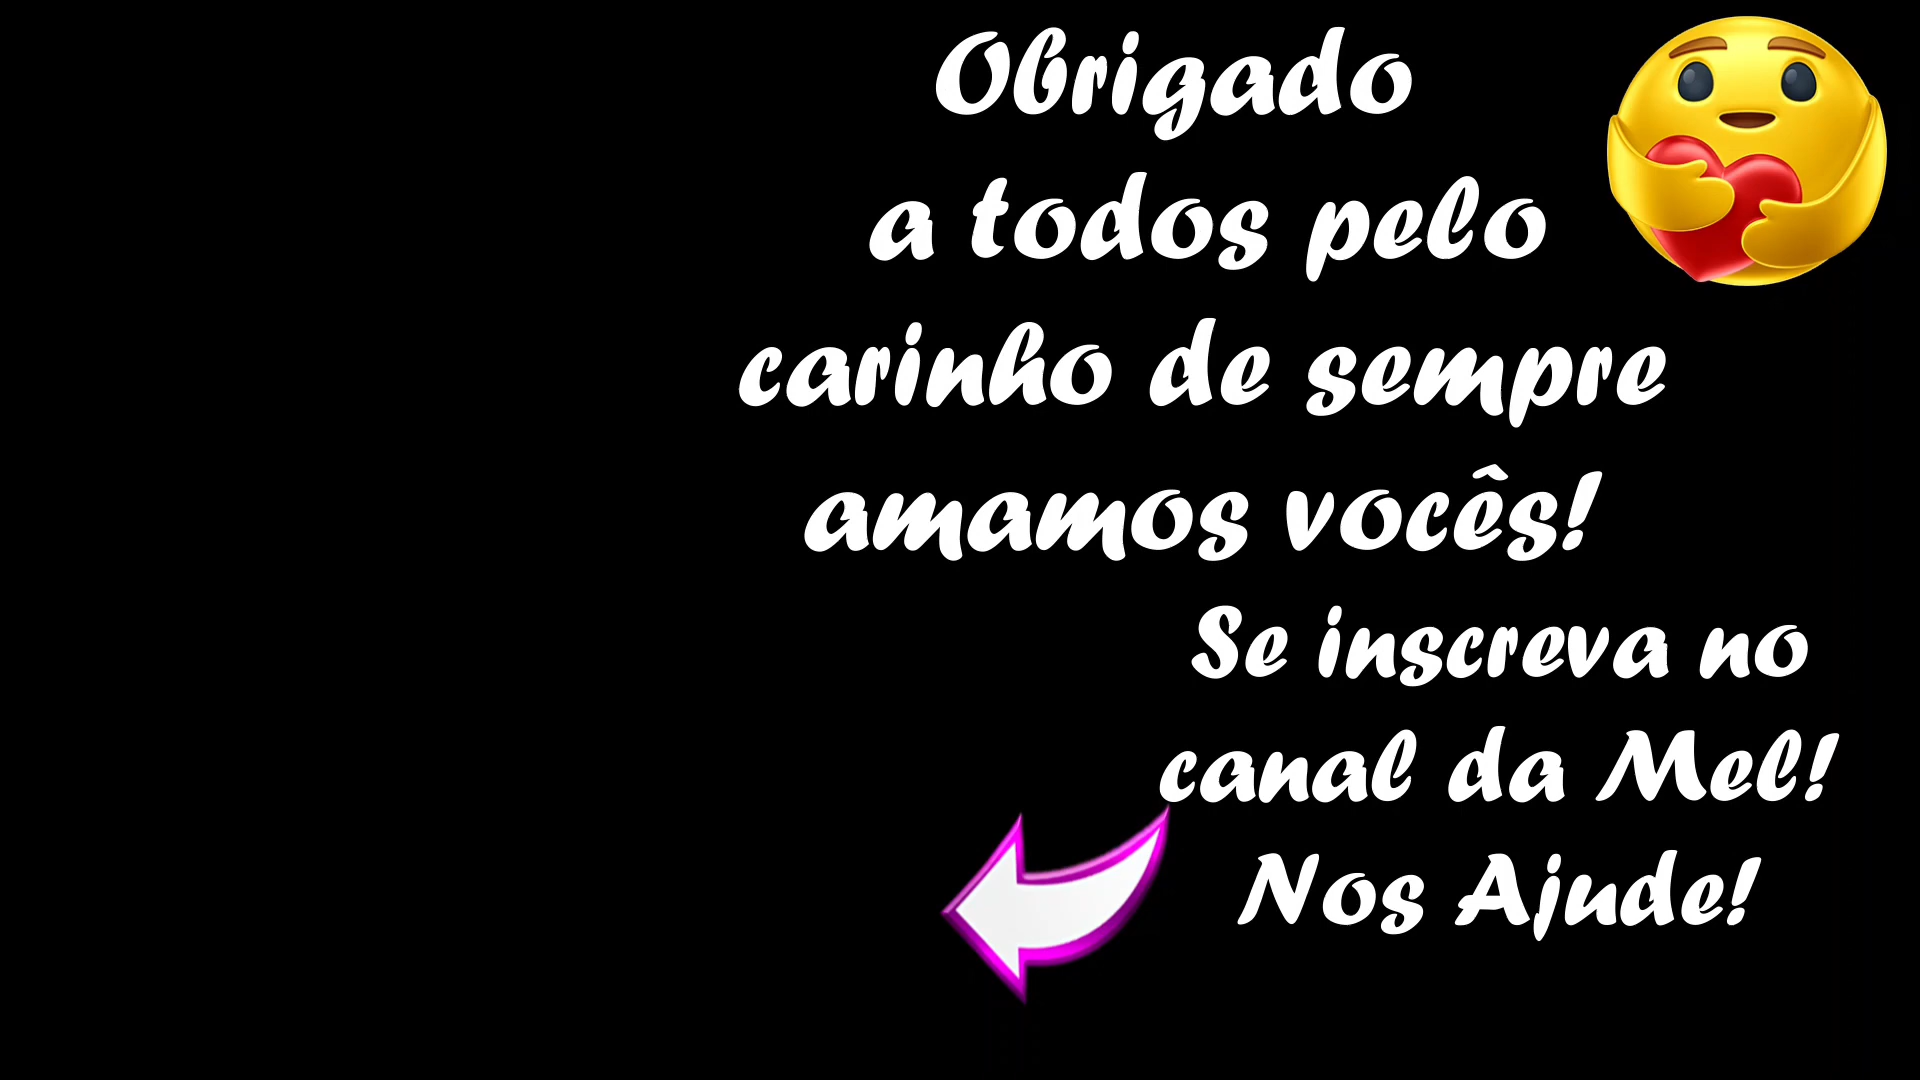 Obrigado
a todos pelo
carinho de sempre
amamos vocês!
Se inscreva no
canal da Mel!
Nos Ajude!